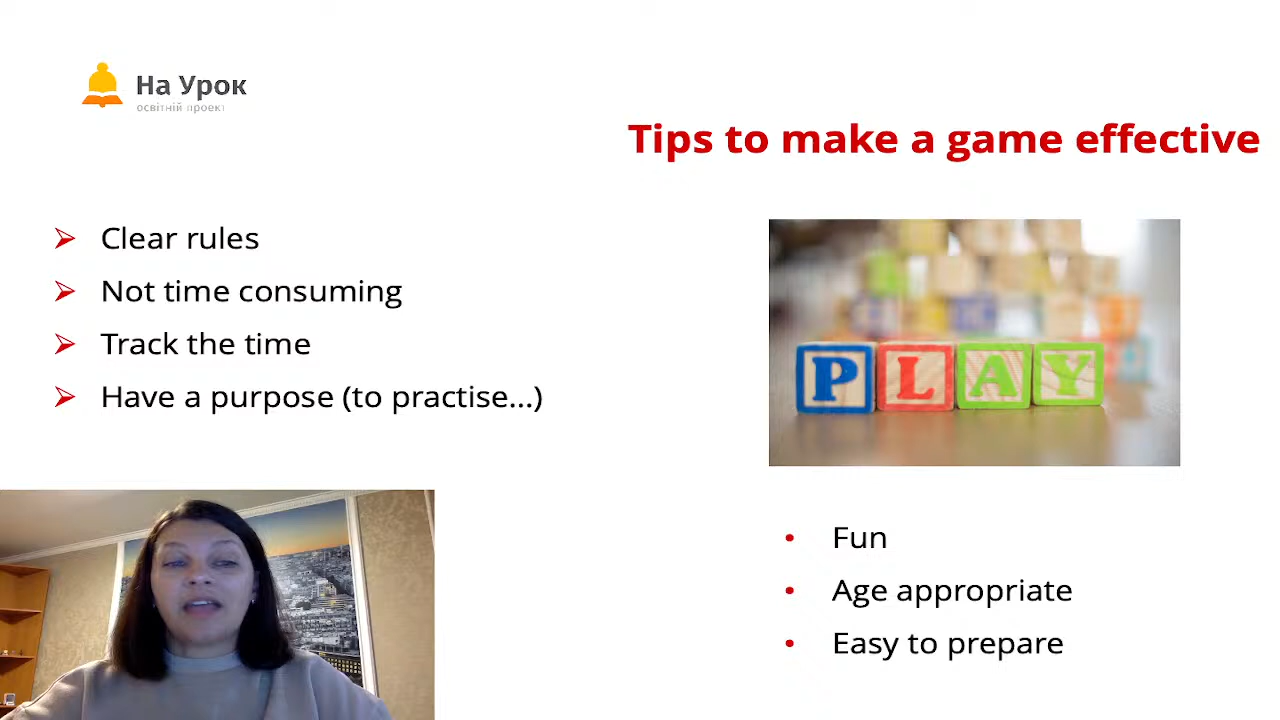 На Урок
освітній проект
Tips to make a game effective
Clear rules
Not time consuming
Track the time
Have a purpose (to practise...)
PLAY
Fun
Age appropriate
Easy to prepare